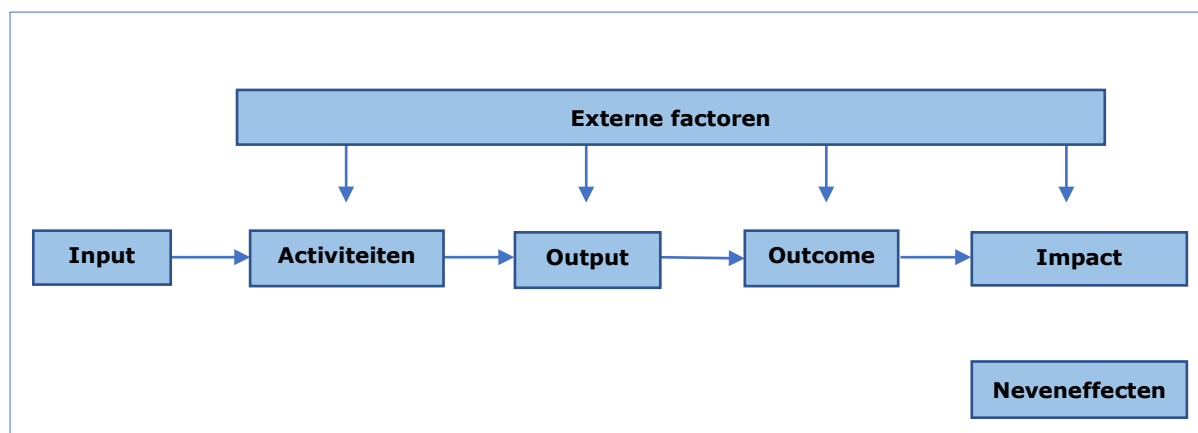 Externe factoren
Input
Activiteiten
Output
Outcome
Impact
Neveneffecten